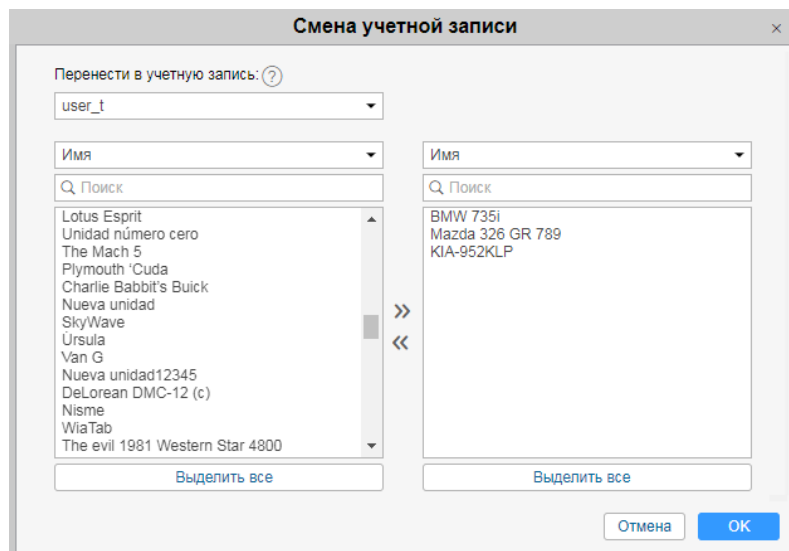 Смена учетной записи
×
Перенести в учетную запись: ?
user_t
Имя
Поиск
Lotus Esprit
Unidad número cero
The Mach 5
Plymouth ‘Cuda
Charlie Babbit's Buick
Nueva unidad
SkyWave
Úrsula
Van G
Nueva unidad12345
DeLorean DMC-12 (c)
Nisme
WiaTab
The evil 1981 Western Star 4800
Выделить все
»
«
Имя
Поиск
BMW 735i
Mazda 326 GR 789
KIA-952KLP
Выделить все
Отмена
OK